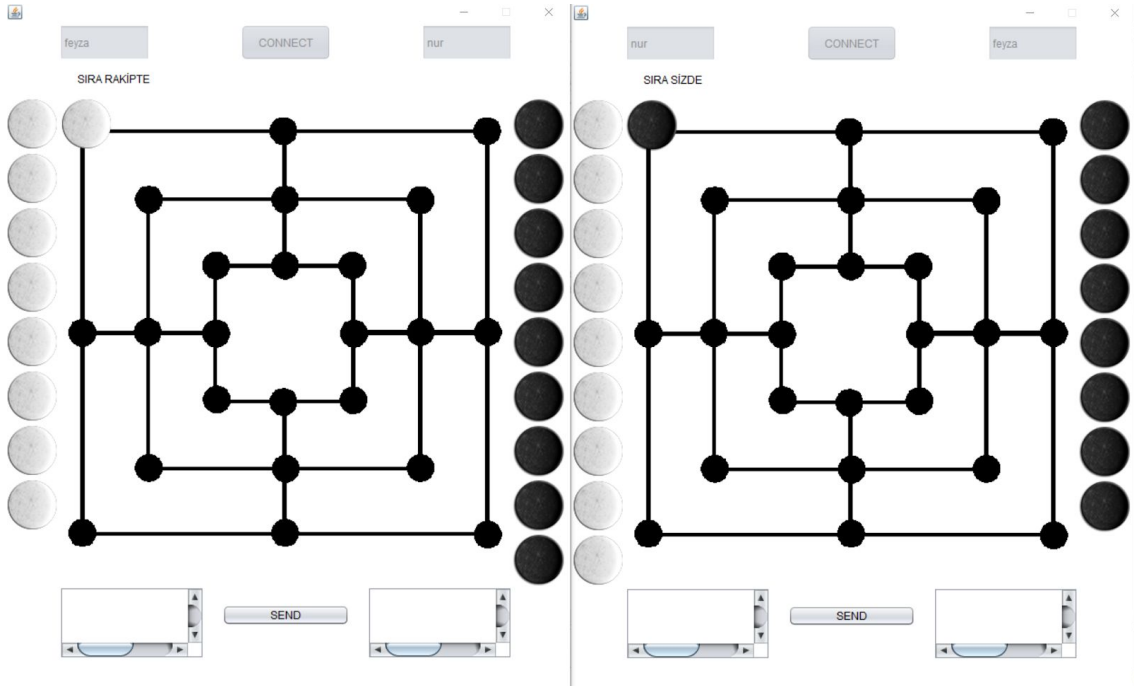 feyza CONNECT nur
SIRA RAKİPTE
SEND
nur CONNECT feyza
SIRA SİZDE
SEND